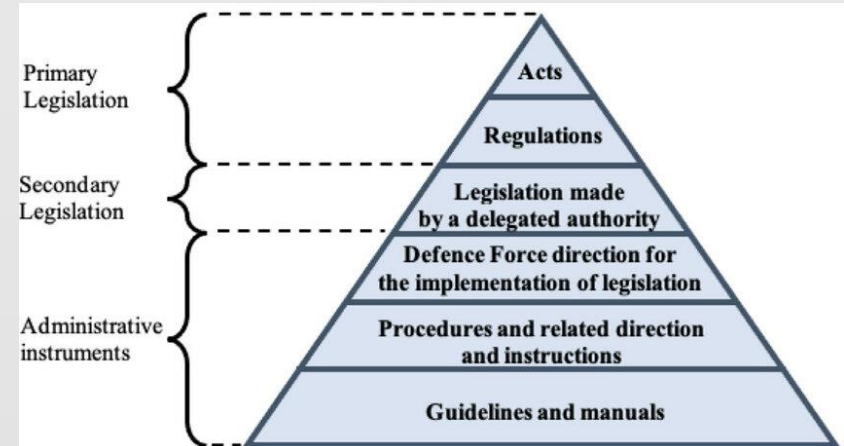 Primary
Legislation
Secondary
Legislation
Administrative
instruments
Acts
Regulations
Legislation made
by a delegated authority
Defence Force direction for
the implementation of legislation
Procedures and related direction
and instructions
Guidelines and manuals